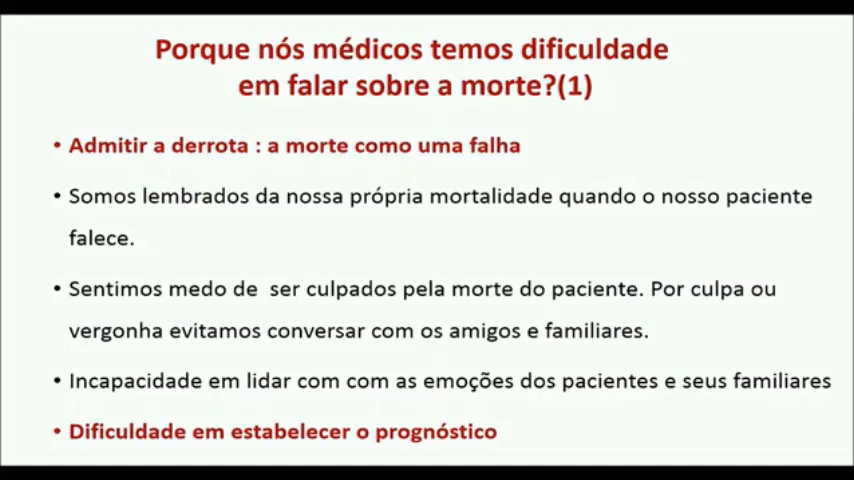 Porque nós médicos temos dificuldade
em falar sobre a morte?(1)
• Admitir a derrota : a morte como uma falha
• Somos lembrados da nossa própria mortalidade quando o nosso paciente
falece.
• Sentimos medo de  ser culpados pela morte do paciente. Por culpa ou
vergonha evitamos conversar com os amigos e familiares.
• Incapacidade em lidar com com as emoções dos pacientes e seus familiares
• Dificuldade em estabelecer o prognóstico